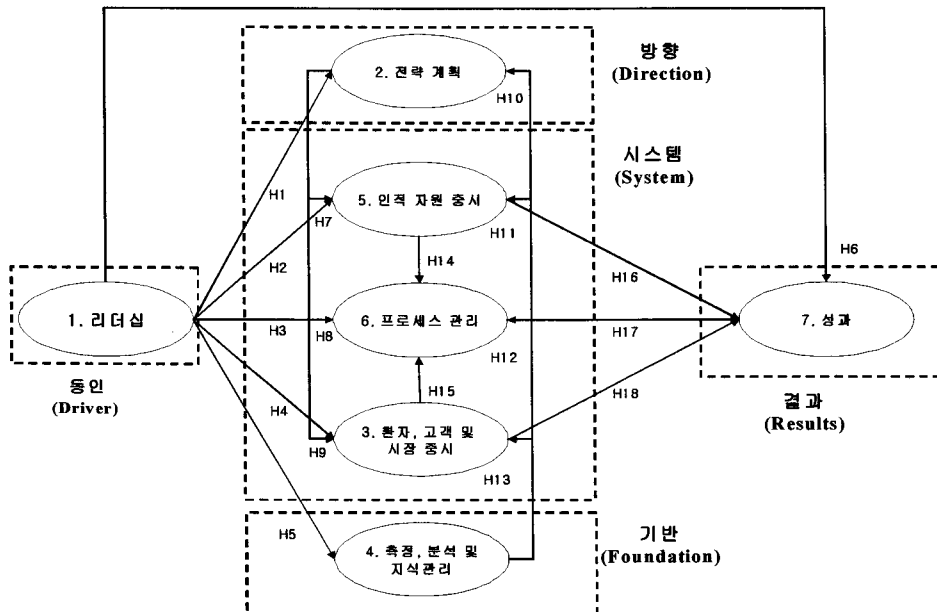 방향
(Direction)
2. 전략 계획
H10
시스템
(System)
H1
5. 인적 자원 중시
H7
H11
H2
H14
H16
H6
1. 리더십
H3
H8
6. 프로세스 관리
H12
H17
7. 성과
동인
(Driver)
H4
H15
H18
결과
(Results)
3. 환자, 고객 및
시장 중시
H9
H13
기반
(Foundation)
H5
4. 측정, 분석 및
지식관리